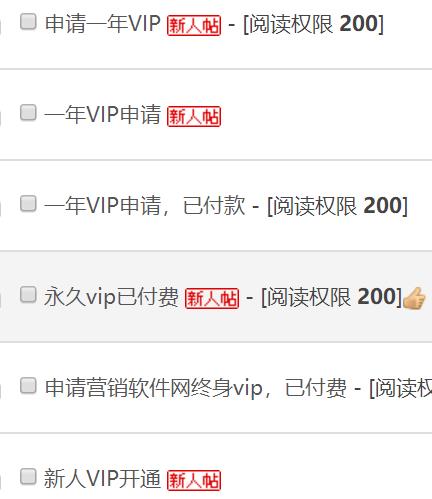 申请一年VIP 新人帖 - [阅读权限 200]
一年VIP申请 新人帖
一年VIP申请，已付款 - [阅读权限 200]
永久vip已付费 新人帖 - [阅读权限 200]
申请营销软件网终身vip，已付费 - [阅读权
新人VIP开通 新人帖